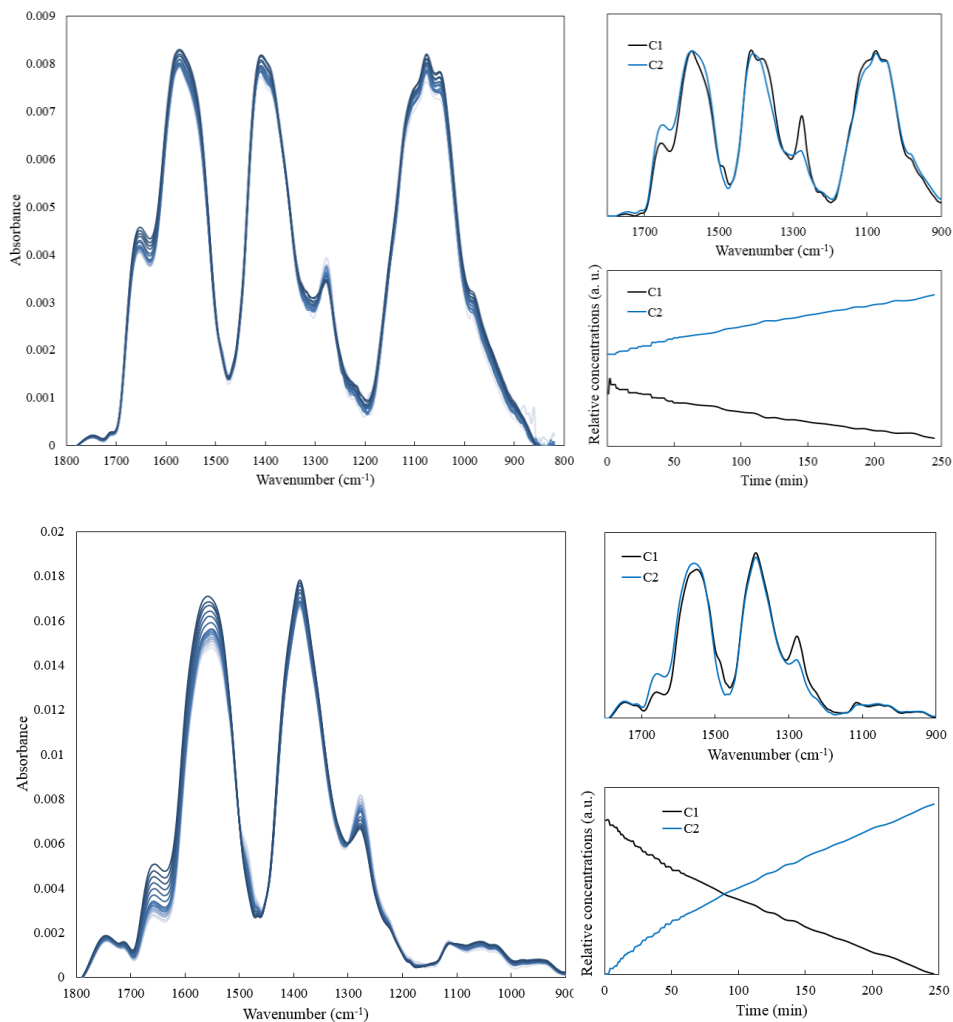 0.009
0.008
0.007
0.006
0.005
0.004
0.003
0.002
0.001
0
Absorbance
1800 1700 1600 1500 1400 1300 1200 1100 1000 900 800
Wavenumber (cm-1)
C1
C2
1700 1500 1300 1100 900
Wavenumber (cm-1)
Relative concentrations (a. u.)
C1
C2
0 50 100 150 200 250
Time (min)
0.02
0.018
0.016
0.014
0.012
0.01
0.008
0.006
0.004
0.002
0
Absorbance
1800 1700 1600 1500 1400 1300 1200 1100 1000 900
Wavenumber (cm-1)
C1
C2
1700 1500 1300 1100 900
Wavenumber (cm-1)
Relative concentrations (a.u.)
C1
C2
0 50 100 150 200 250
Time (min)